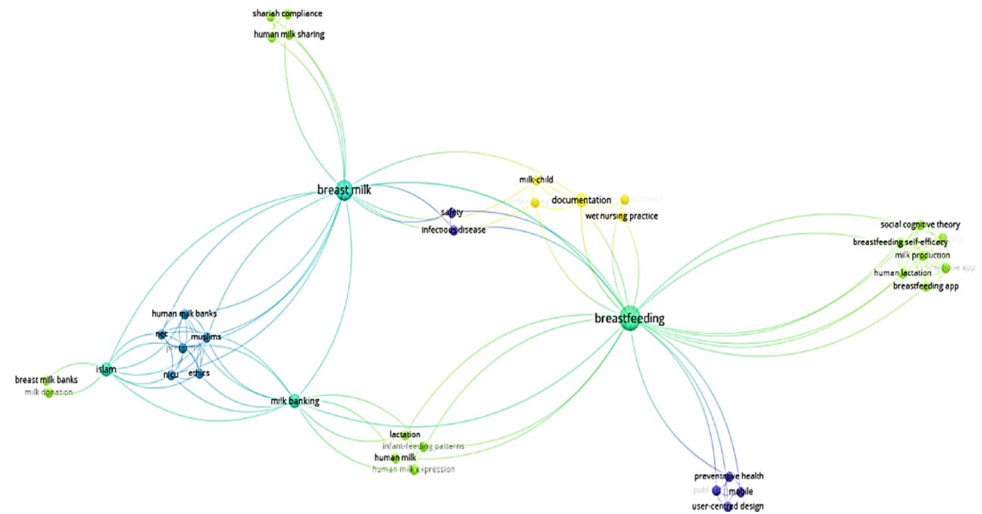 shariah compliance
human milk sharing
breast milk
milk-child
documentation
wet nursing practice
safety
infectious disease
social cognitive theory
breastfeeding self-efficacy
milk production
human lactation
app
breastfeeding app
human milk banks
nec
muslims
nicu
ethics
islam
breast milk banks
milk donation
milk banking
breastfeeding
lactation
infant-feeding patterns
human milk
human milk expression
preventative health
mobile
user-centred design